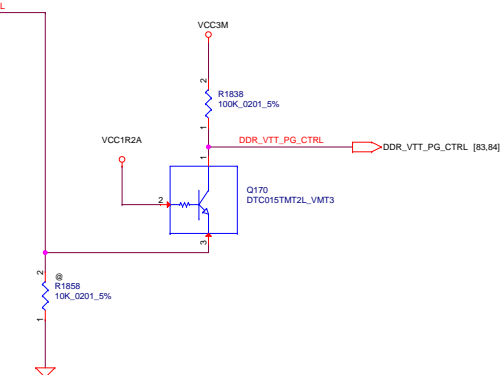 L
VCC3M
2
R1838
100K_0201_5%
1
DDR_VTT_PG_CTRL
DDR_VTT_PG_CTRL [83,84]
VCC1R2A
1
Q170
DTC015TMT2L_VMT3
2
3
2
@
R1858
10K_0201_5%
1